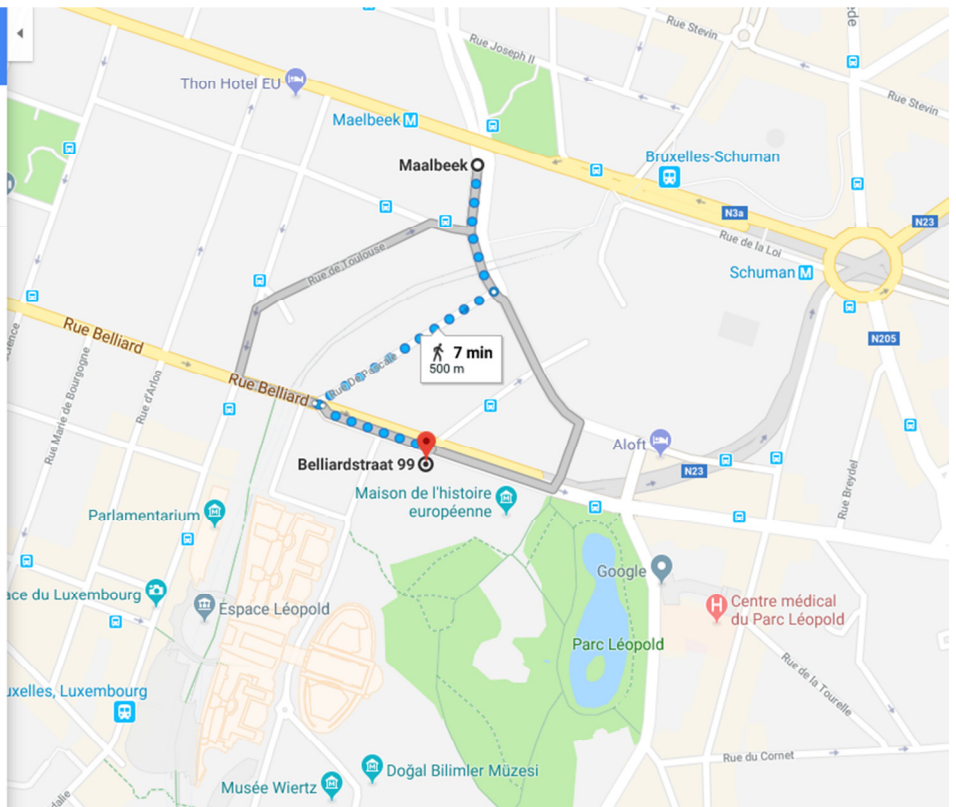 Rue Stevin
Rue Joseph II
Thon Hotel EU
Rue Stevin
Maelbeek M
Bruxelles-Schuman
Maalbeek
N3a
N23
Rue de la Loi
Rue de Toulouse
Schuman M
Rue Belliard
N205
7 min
500 m
Rue De Pascale
Rue Belliard
Rue Marie de Bourgogne
Rue d'Arlon
Aloft
Belliardstraat 99
N23
Maison de l'histoire
européenne
Rue Breydel
Parlamentarium
Google
ace du Luxembourg
Espace Léopold
H
Centre médical
du Parc Léopold
Parc Léopold
uxelles, Luxembourg
Rue de la Tourelle
Rue du Cornet
Doğal Bilimler Müzesi
Musée Wiertz